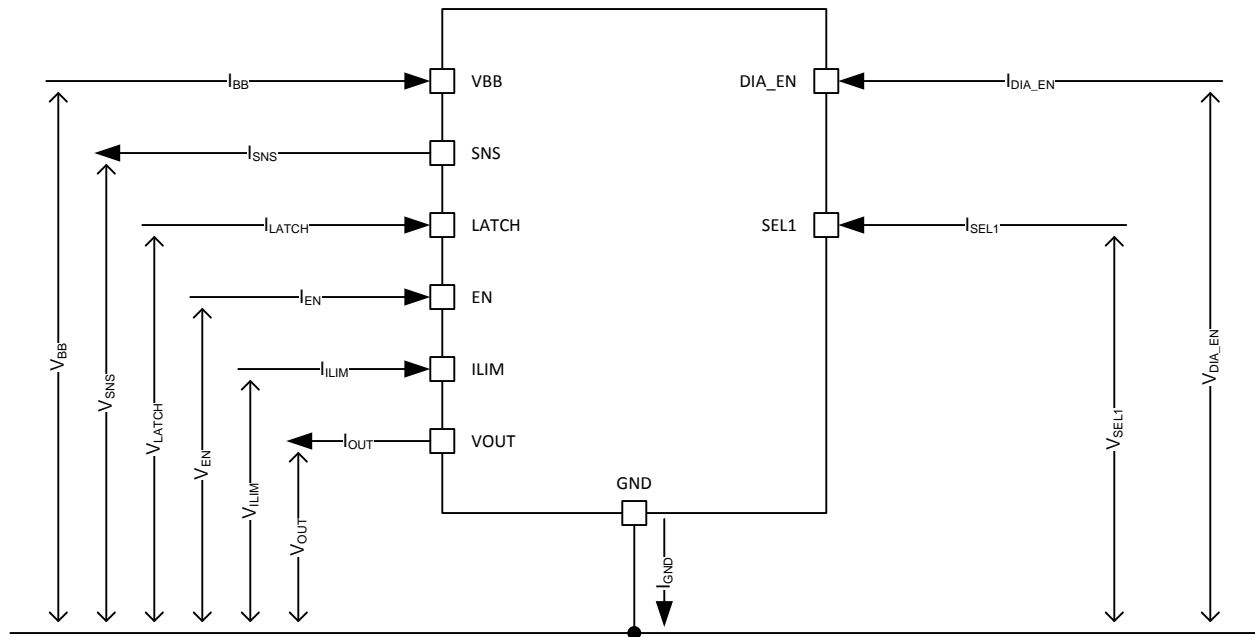 I_BB VBB
I_SNS SNS
I_LATCH LATCH
I_EN EN
I_ILIM ILIM
I_OUT VOUT
DIA_EN I_DIA_EN
SEL1 I_SEL1
GND
I_GND
V_BB
V_SNS
V_LATCH
V_EN
V_ILIM
V_OUT
V_SEL1
V_DIA_EN